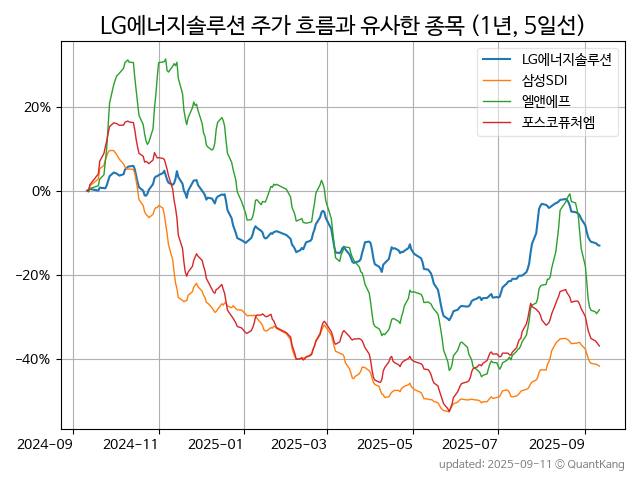 LG에너지솔루션 주가 흐름과 유사한 종목 (1년, 5일선)
LG에너지솔루션
삼성SDI
엘앤에프
포스코퓨처엠
20%
0%
−20%
−40%
2024-09 2024-11 2025-01 2025-03 2025-05 2025-07 2025-09
updated: 2025-09-11 © QuantKang